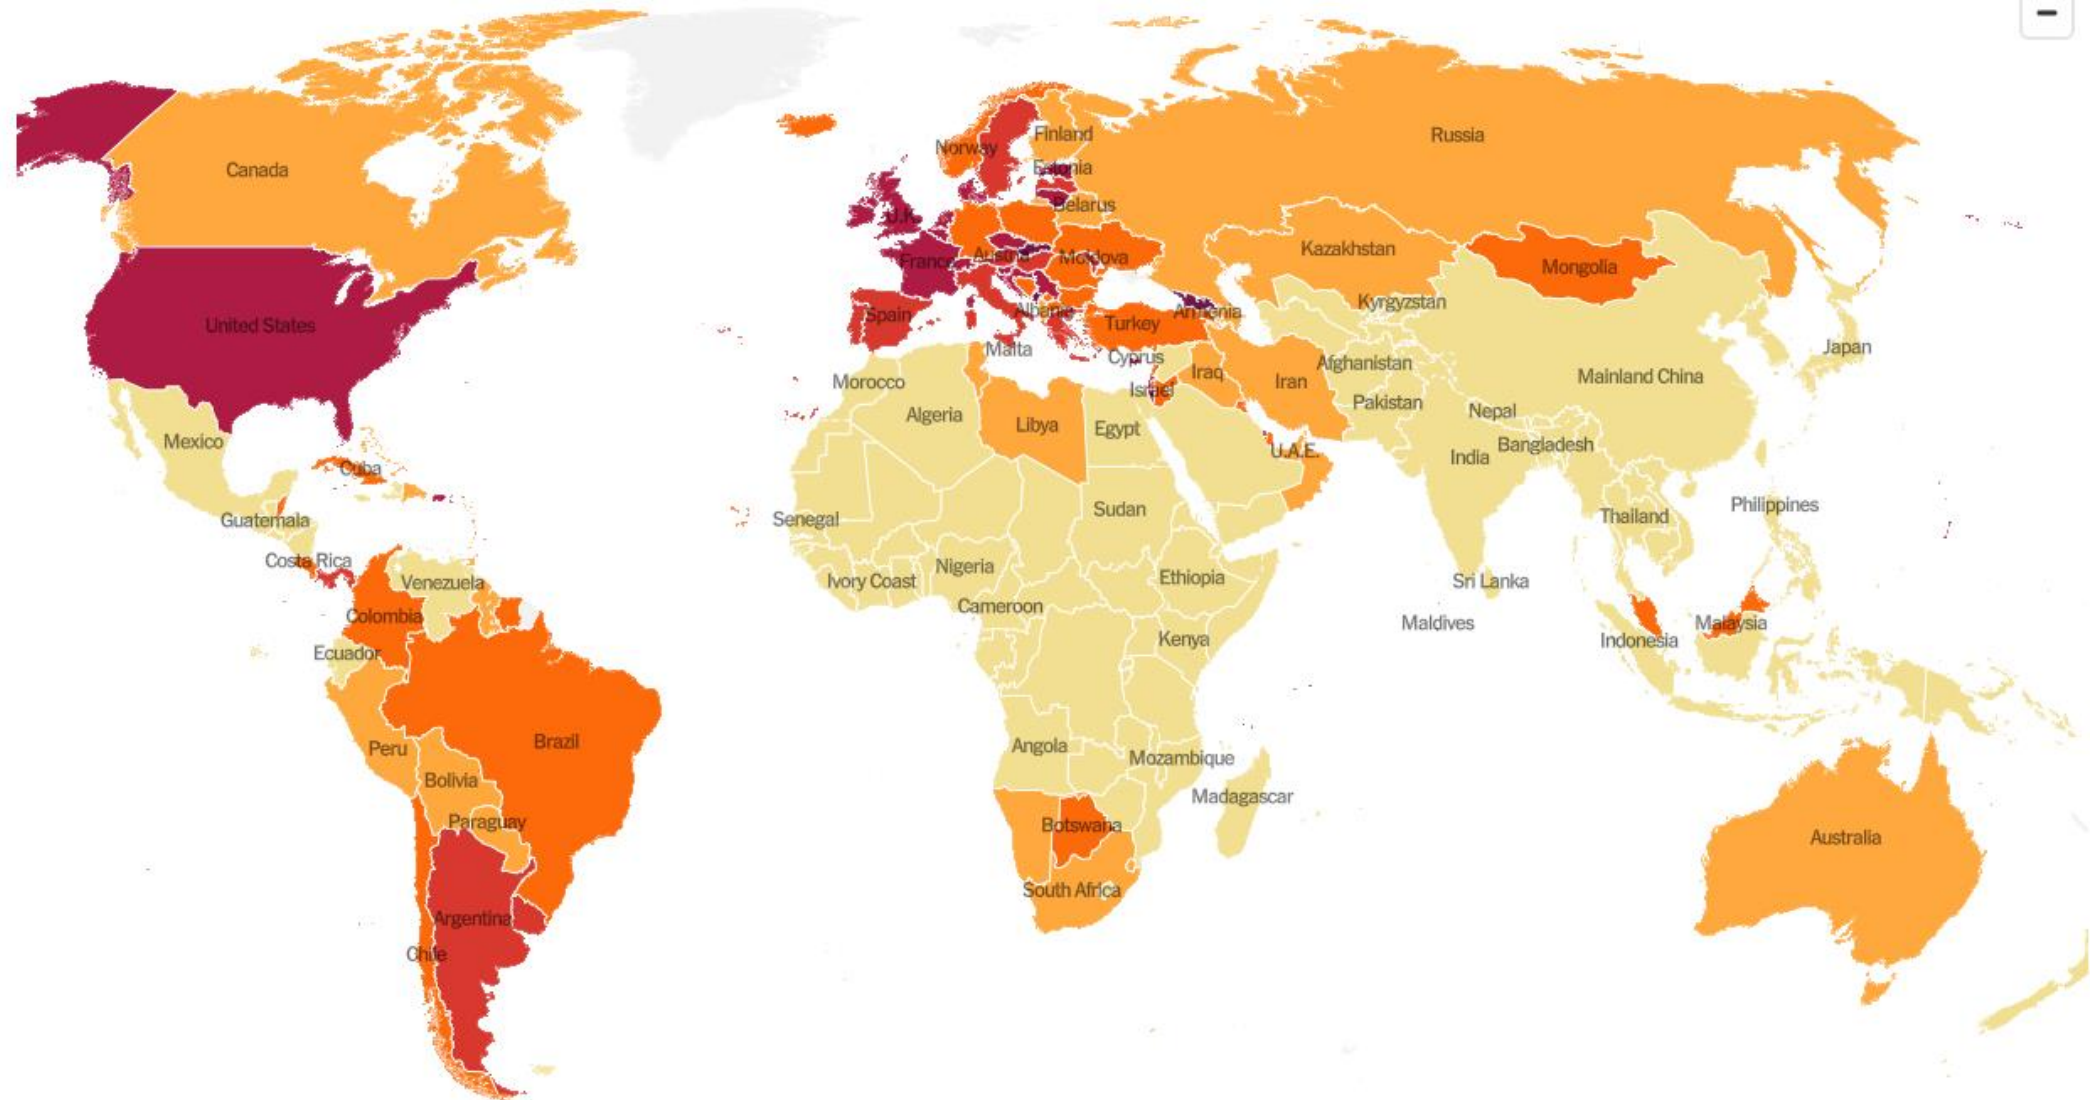 Canada
United States
Mexico
Cuba
Guatemala
Costa Rica
Venezuela
Colombia
Ecuador
Peru
Brazil
Bolivia
Paraguay
Argentina
Chile
Norway
Finland
Estonia
Belarus
U.K.
France
Austria
Moldova
Spain
Albania
Malta
Turkey
Armenia
Cyprus
Israel
Iraq
Iran
Russia
Kazakhstan
Mongolia
Kyrgyzstan
Afghanistan
Pakistan
Nepal
Bangladesh
India
Mainland China
Japan
Morocco
Algeria
Libya
Egypt
U.A.E.
Senegal
Sudan
Ivory Coast
Nigeria
Cameroon
Ethiopia
Kenya
Angola
Mozambique
Madagascar
Botswana
South Africa
Sri Lanka
Maldives
Thailand
Philippines
Malaysia
Indonesia
Australia